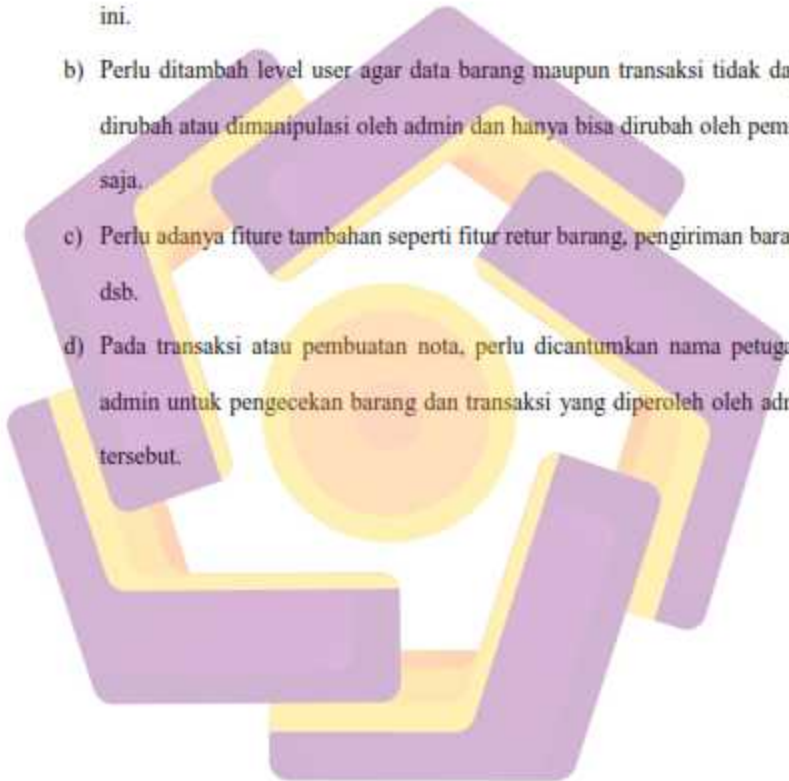 ini.
b) Perlu ditambah level user agar data barang maupun transaksi tidak da
dirubah atau dimanipulasi oleh admin dan hanya bisa dirubah oleh pem
saja.
c) Perlu adanya fiture tambahan seperti fitur retur barang, pengiriman bara
dsb.
d) Pada transaksi atau pembuatan nota, perlu dicantumkan nama petuga
admin untuk pengecekan barang dan transaksi yang diperoleh oleh adm
tersebut.